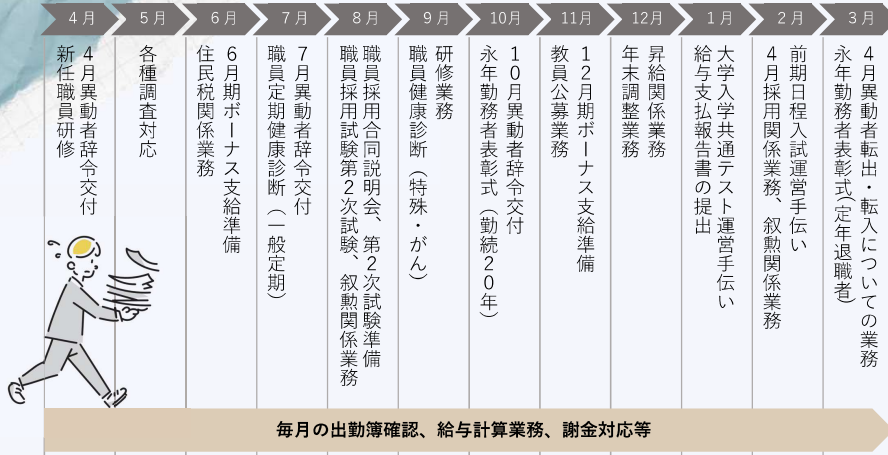 4月
5月
6月
7月
8月
9月
10月
11月
12月
1月
2月
3月
4月異動者辞令交付
新任職員研修
各種調査対応
6月期ボーナス支給準備
住民税関係業務
7月異動者辞令交付
職員定期健康診断（一般定期）
職員採用合同説明会、第2次試験準備
職員採用試験第2次試験、叙勲関係業務
研修業務
職員健康診断（特殊・がん）
10月異動者辞令交付
永年勤務者表彰式（勤続20年）
12月期ボーナス支給準備
教員公募業務
昇給関係業務
年末調整業務
大学入学共通テスト運営手伝い
給与支払報告書の提出
前期日程入試運営手伝い
4月採用関係業務、叙勲関係業務
4月異動者転出・転入についての業務
永年勤務者表彰式(定年退職者)
毎月の出勤簿確認、給与計算業務、謝金対応等